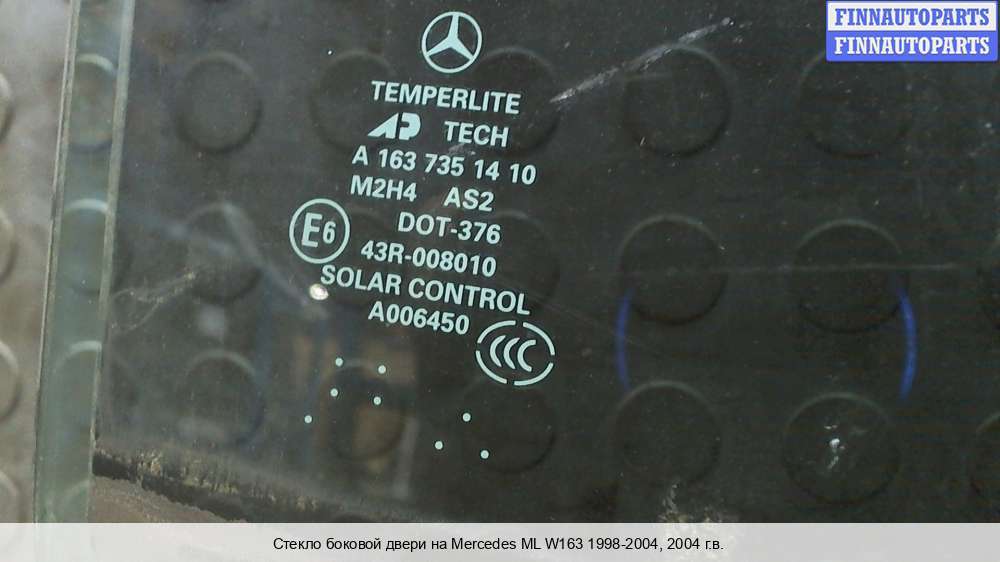 FINNAUTOPARTS
FINNAUTOPARTS
TEMPERLITE
AP TECH
A 163 735 14 10
M2H4 AS2
DOT-376
E6
43R-008010
SOLAR CONTROL
A006450
CCC
Стекло боковой двери на Mercedes ML W163 1998-2004, 2004 г.в.